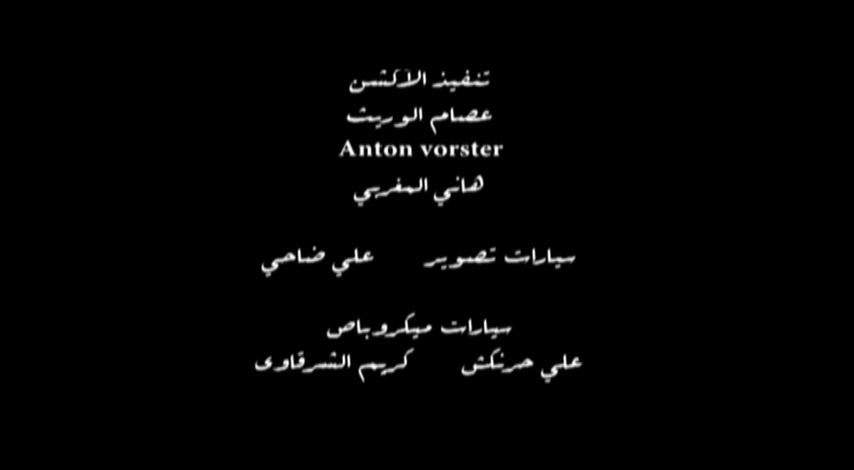 تنفيذ الأكشن
عصام الوريث
Anton vorster
هاني المغربي
سيارات تصوير علي ضاحي
سيارات ميكروباص
علي حرنكش كريم الشرقاوى